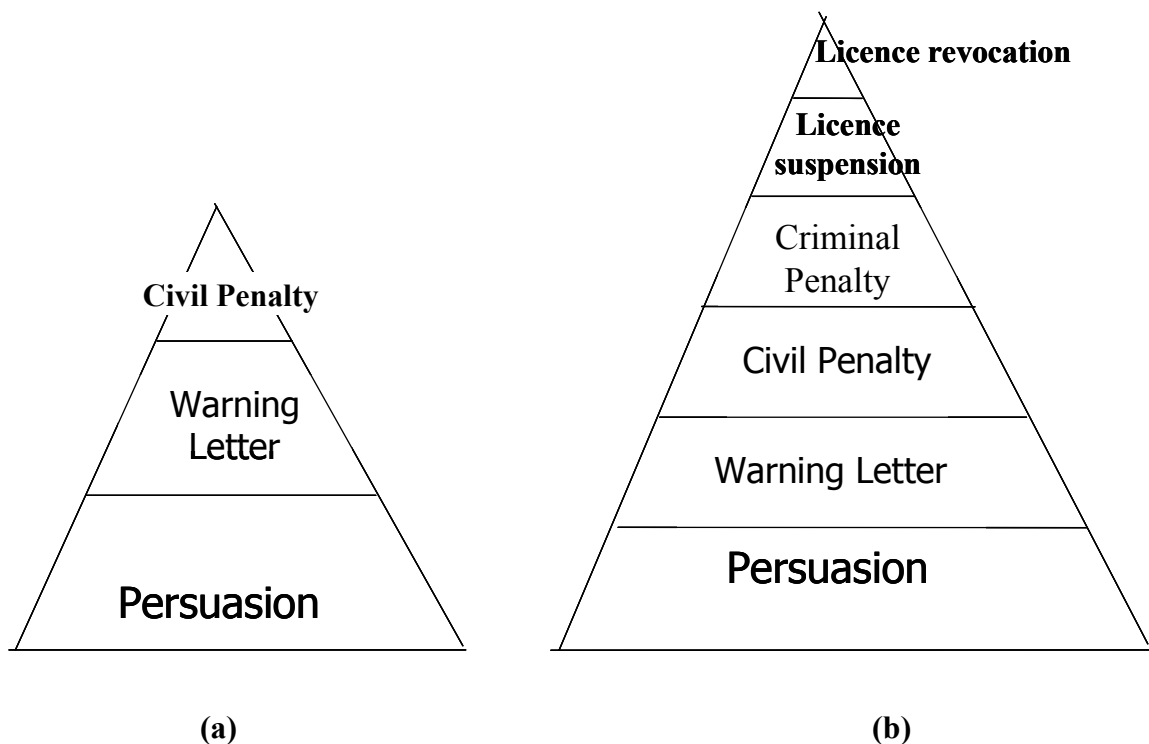 Civil Penalty
Warning
Letter
Persuasion
(a)
Licence revocation
Licence
suspension
Criminal
Penalty
Civil Penalty
Warning Letter
Persuasion
(b)